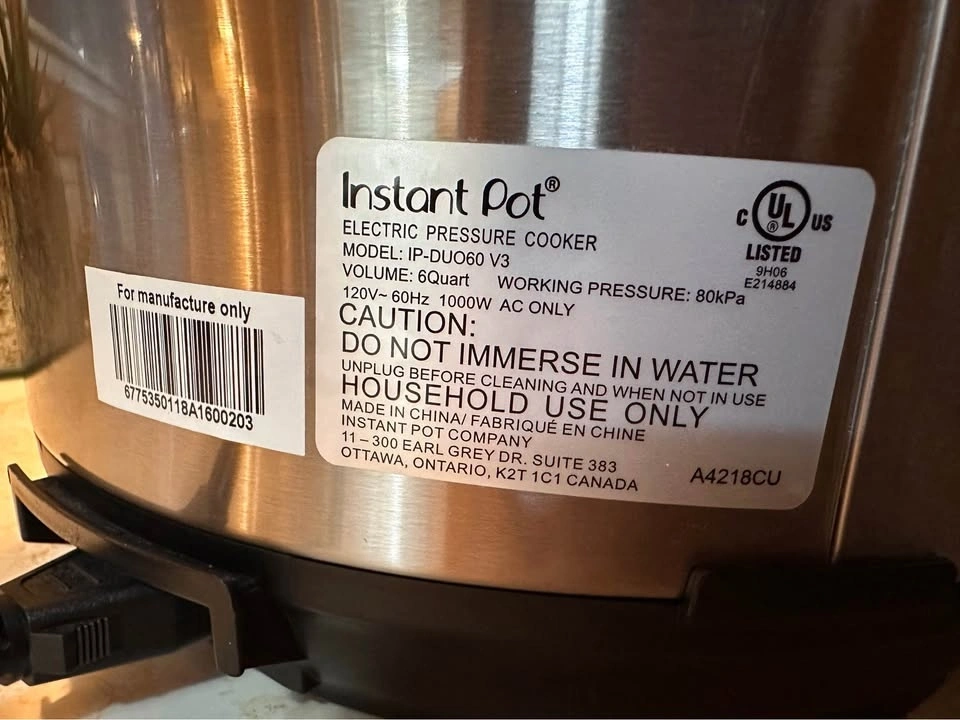 For manufacture only
6775350118A1600203
Instant Pot®
ELECTRIC PRESSURE COOKER
MODEL: IP-DUO60 V3
VOLUME: 6Quart WORKING PRESSURE: 80kPa
120V~ 60Hz 1000W AC ONLY
CAUTION:
DO NOT IMMERSE IN WATER
UNPLUG BEFORE CLEANING AND WHEN NOT IN USE
HOUSEHOLD USE ONLY
MADE IN CHINA/ FABRIQUÉ EN CHINE
INSTANT POT COMPANY
11 – 300 EARL GREY DR. SUITE 383
OTTAWA, ONTARIO, K2T 1C1 CANADA
C UL® US
LISTED
9H06
E214884
A4218CU